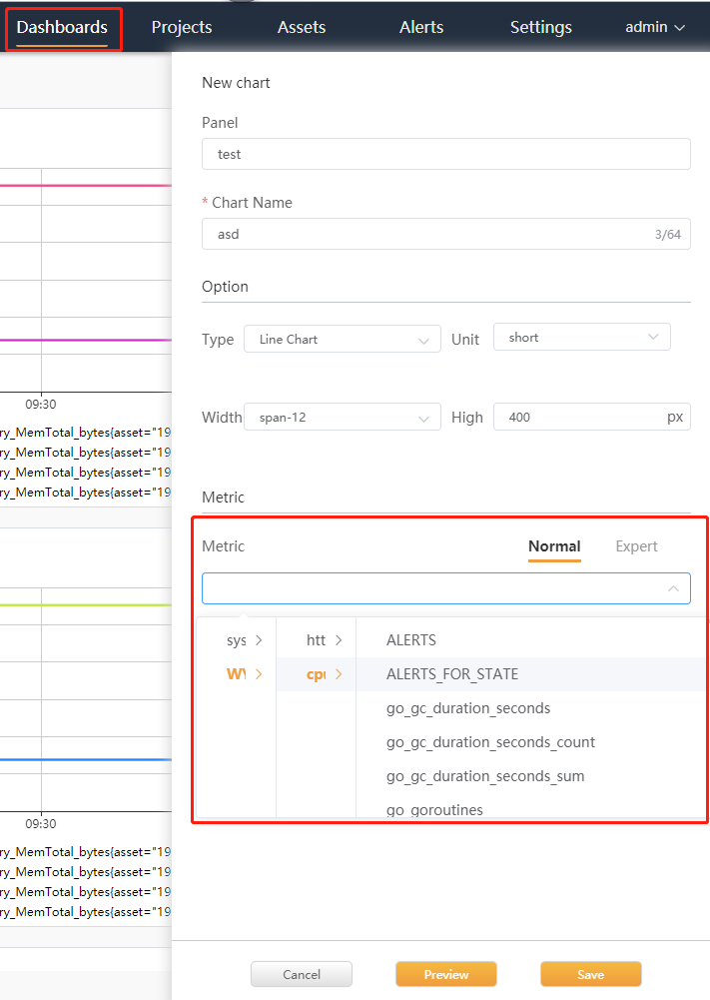 Dashboards Projects Assets Alerts Settings admin
New chart
Panel
test
* Chart Name
asd 3/64
Option
Type Line Chart Unit short
Width span-12 High 400 px
Metric
Metric Normal Expert
sys htt ALERTS
cpu ALERTS_FOR_STATE
go_gc_duration_seconds
go_gc_duration_seconds_count
go_gc_duration_seconds_sum
go_goroutines
09:30
ry_MemTotal_bytes{asset="19
ry_MemTotal_bytes{asset="19
ry_MemTotal_bytes{asset="19
ry_MemTotal_bytes{asset="19
09:30
ry_MemTotal_bytes{asset="19
ry_MemTotal_bytes{asset="19
ry_MemTotal_bytes{asset="19
ry_MemTotal_bytes{asset="19
Cancel Preview Save